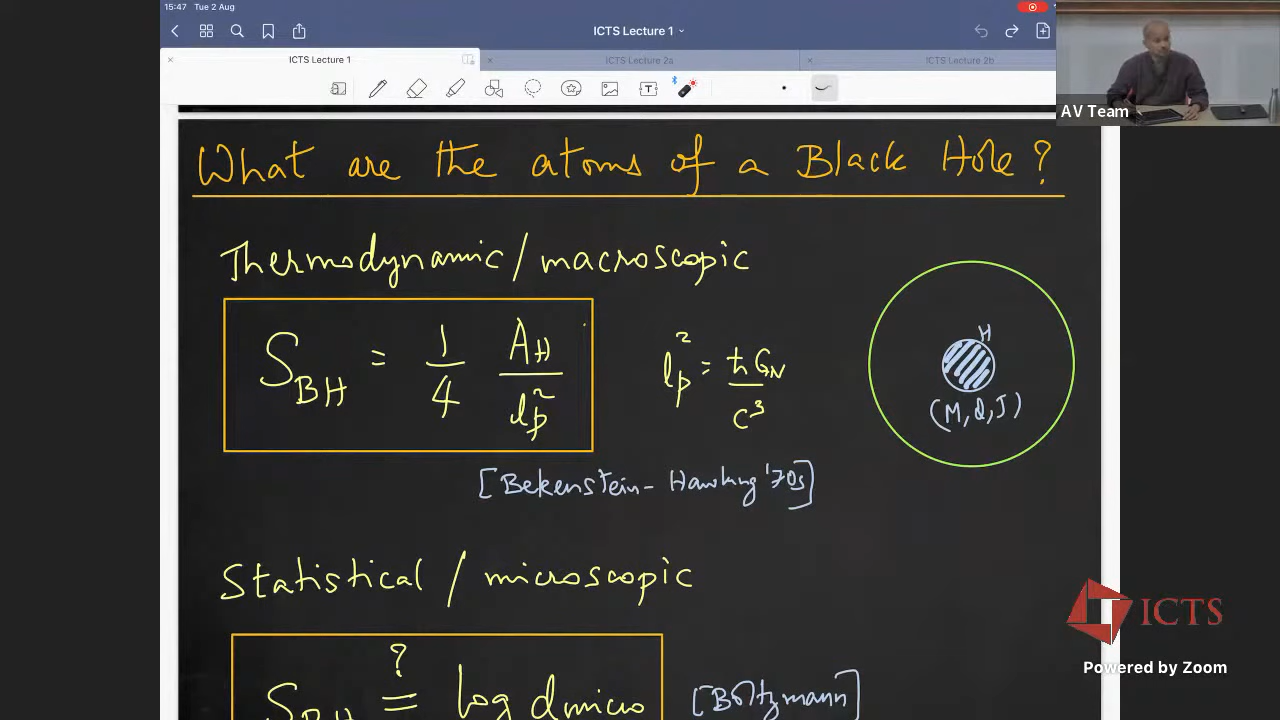 15:47 Tue 2 Aug
ICTS Lecture 1
ICTS Lecture 1 ICTS Lecture 2a ICTS Lecture 2b
AV Team
What are the atoms of a Black Hole?
Thermodynamic/macroscopic
S_BH = 1/4 A_H/l_p^2
l_p^2 = ħG_N/c^3
H
(M,Q,J)
[Bekenstein-Hawking '70s]
Statistical / microscopic
S_BH ?= log d micro
[Boltzmann]
ICTS
Powered by Zoom